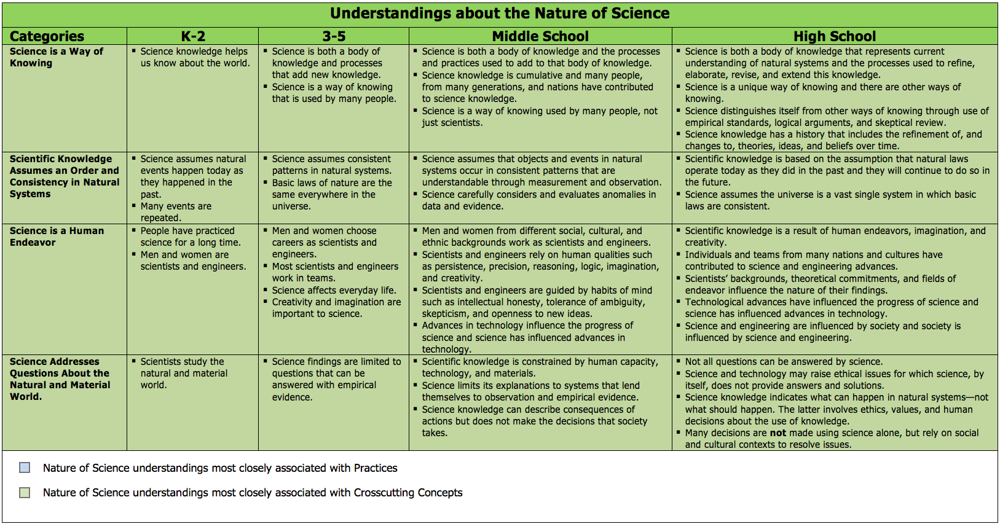 Understandings about the Nature of Science
Categories
K-2
3-5
Middle School
High School
Science is a Way of
Knowing
▪ Science knowledge helps
us know about the world.
▪ Science is both a body of
knowledge and processes
that add new knowledge.
▪ Science is a way of knowing
that is used by many people.
▪ Science is both a body of knowledge and the processes
and practices used to add to that body of knowledge.
▪ Science knowledge is cumulative and many people,
from many generations, and nations have contributed
to science knowledge.
▪ Science is a way of knowing used by many people, not
just scientists.
▪ Science is both a body of knowledge that represents current
understanding of natural systems and the processes used to refine,
elaborate, revise, and extend this knowledge.
▪ Science is a unique way of knowing and there are other ways of
knowing.
▪ Science distinguishes itself from other ways of knowing through use of
empirical standards, logical arguments, and skeptical review.
▪ Science knowledge has a history that includes the refinement of, and
changes to, theories, ideas, and beliefs over time.
Scientific Knowledge
Assumes an Order and
Consistency in Natural
Systems
▪ Science assumes natural
events happen today as
they happened in the
past.
▪ Many events are
repeated.
▪ Science assumes consistent
patterns in natural systems.
▪ Basic laws of nature are the
same everywhere in the
universe.
▪ Science assumes that objects and events in natural
systems occur in consistent patterns that are
understandable through measurement and observation.
▪ Science carefully considers and evaluates anomalies in
data and evidence.
▪ Scientific knowledge is based on the assumption that natural laws
operate today as they did in the past and they will continue to do so in
the future.
▪ Science assumes the universe is a vast single system in which basic
laws are consistent.
Science is a Human
Endeavor
▪ People have practiced
science for a long time.
▪ Men and women are
scientists and engineers.
▪ Men and women choose
careers as scientists and
engineers.
▪ Most scientists and engineers
work in teams.
▪ Science affects everyday life.
▪ Creativity and imagination are
important to science.
▪ Men and women from different social, cultural, and
ethnic backgrounds work as scientists and engineers.
▪ Scientists and engineers rely on human qualities such
as persistence, precision, reasoning, logic, imagination,
and creativity.
▪ Scientists and engineers are guided by habits of mind
such as intellectual honesty, tolerance of ambiguity,
skepticism, and openness to new ideas.
▪ Advances in technology influence the progress of
science and science has influenced advances in
technology.
▪ Scientific knowledge is a result of human endeavors, imagination, and
creativity.
▪ Individuals and teams from many nations and cultures have
contributed to science and engineering advances.
▪ Scientists’ backgrounds, theoretical commitments, and fields of
endeavor influence the nature of their findings.
▪ Technological advances have influenced the progress of science and
science has influenced advances in technology.
▪ Science and engineering are influenced by society and society is
influenced by science and engineering.
Science Addresses
Questions About the
Natural and Material
World.
▪ Scientists study the
natural and material
world.
▪ Science findings are limited to
questions that can be
answered with empirical
evidence.
▪ Scientific knowledge is constrained by human capacity,
technology, and materials.
▪ Science limits its explanations to systems that lend
themselves to observation and empirical evidence.
▪ Science knowledge can describe consequences of
actions but does not make the decisions that society
takes.
▪ Not all questions can be answered by science.
▪ Science and technology may raise ethical issues for which science, by
itself, does not provide answers and solutions.
▪ Science knowledge indicates what can happen in natural systems—not
what should happen. The latter involves ethics, values, and human
decisions about the use of knowledge.
▪ Many decisions are not made using science alone, but rely on social
and cultural contexts to resolve issues.
Nature of Science understandings most closely associated with Practices
Nature of Science understandings most closely associated with Crosscutting Concepts